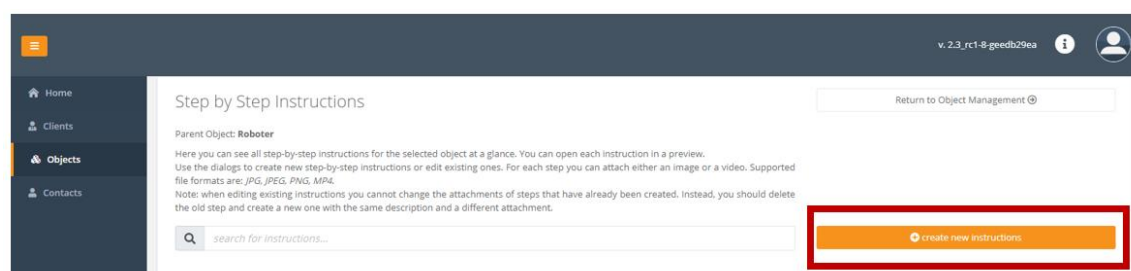 v. 2.3_rc1-8-geedb29ea
Home
Clients
Objects
Contacts
Step by Step Instructions
Return to Object Management
Parent Object: Roboter
Here you can see all step-by-step instructions for the selected object at a glance. You can open each instruction in a preview.
Use the dialogs to create new step-by-step instructions or edit existing ones. For each step you can attach either an image or a video. Supported
file formats are: JPG, JPEG, PNG, MP4.
Note: when editing existing instructions you cannot change the attachments of steps that have already been created. Instead, you should delete
the old step and create a new one with the same description and a different attachment.
search for instructions...
create new instructions